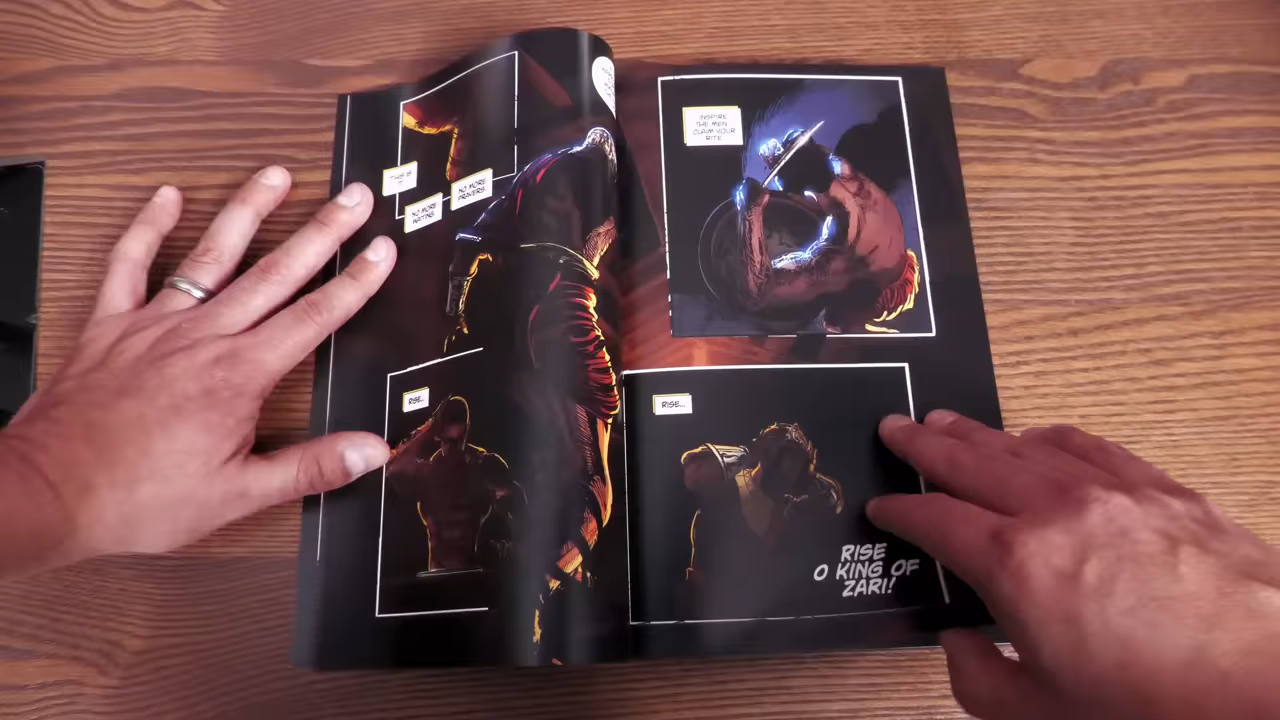 THIS IS
IT
NO MORE
WAITING.
NO MORE
PRAYERS.
RISE..
INSPIRE
THE MEN
CLAIM YOUR
RITE
RISE...
RISE
O KING OF
ZARI!